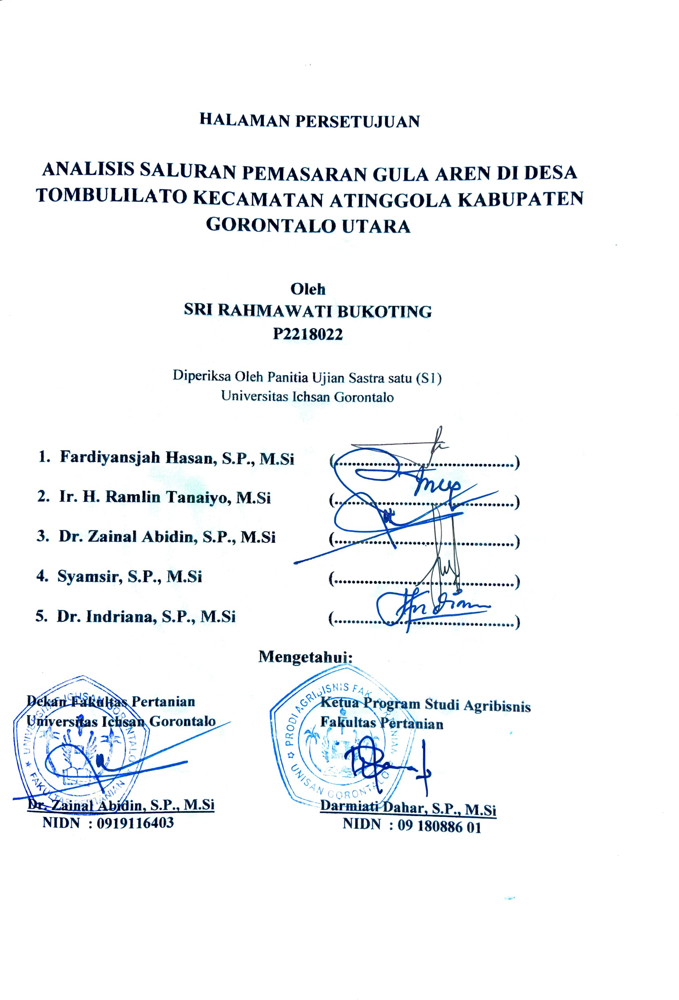 HALAMAN PERSETUJUAN
ANALISIS SALURAN PEMASARAN GULA AREN DI DESA
TOMBULILATO KECAMATAN ATINGGOLA KABUPATEN
GORONTALO UTARA
Oleh
SRI RAHMAWATI BUKOTING
P2218022
Diperiksa Oleh Panitia Ujian Sastra satu (S1)
Universitas Ichsan Gorontalo
1. Fardiyansjah Hasan, S.P., M.Si (..........................................)
2. Ir. H. Ramlin Tanaiyo, M.Si (..........................................)
3. Dr. Zainal Abidin, S.P., M.Si (..........................................)
4. Syamsir, S.P., M.Si (..........................................)
5. Dr. Indriana, S.P., M.Si (..........................................)
Mengetahui:
Dekan Fakultas Pertanian
Universitas Ichsan Gorontalo
UNIVERSITAS ICHSAN GORONTALO
FAKULTAS PERTANIAN
Dr. Zainal Abidin, S.P., M.Si
NIDN : 0919116403
Ketua Program Studi Agribisnis
Fakultas Pertanian
PRODI AGRIBISNIS FAK. PERTANIAN
UNISAN GORONTALO
Darmiati Dahar, S.P., M.Si
NIDN : 09 180886 01